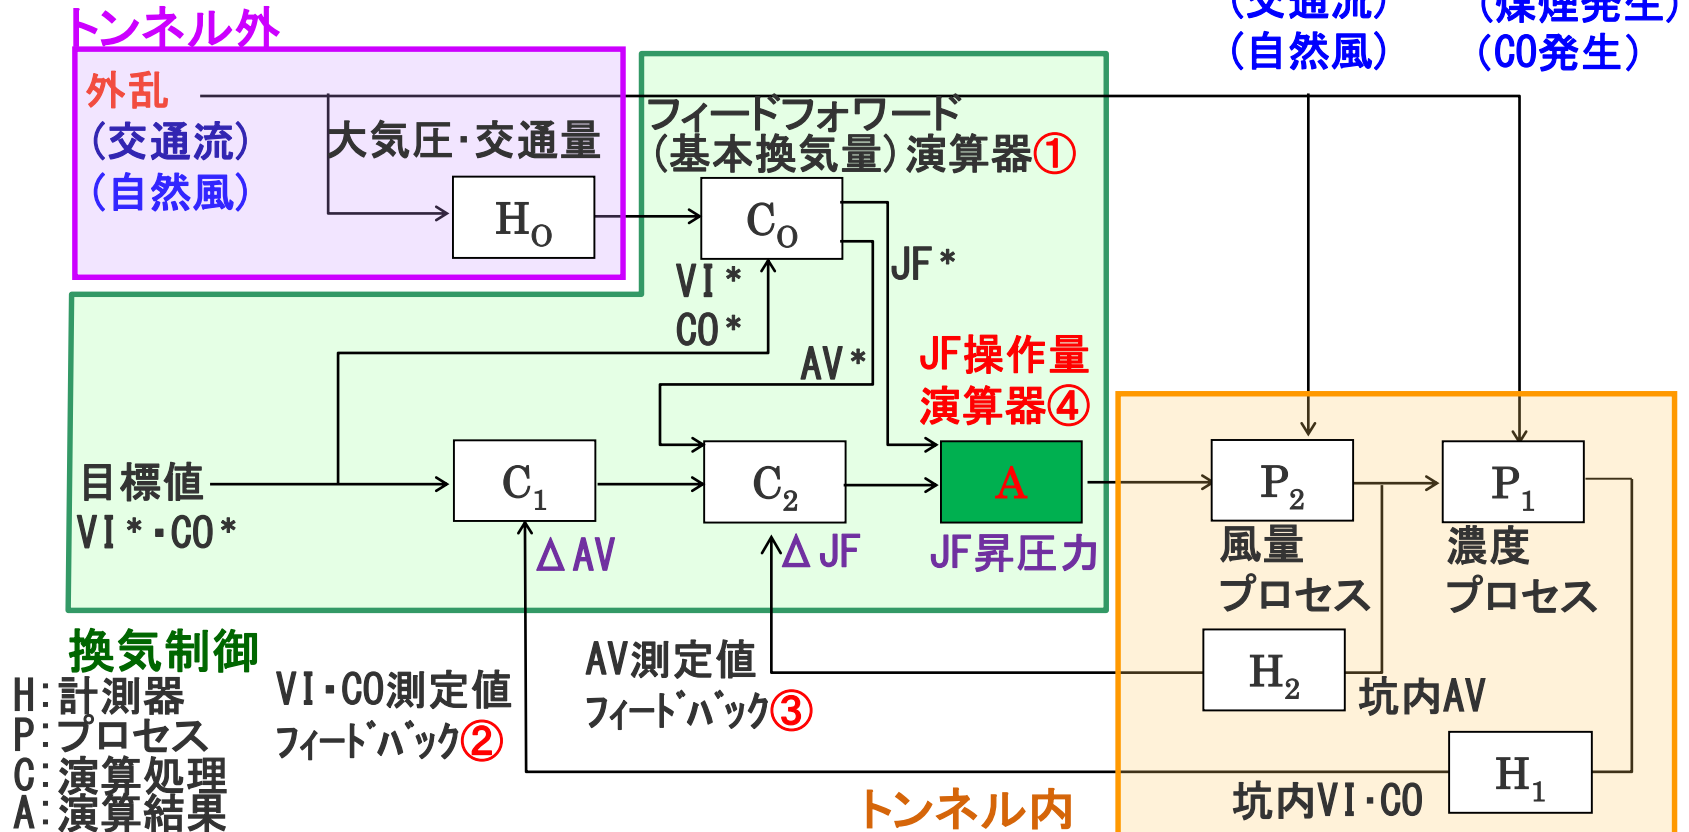 トンネル外
(交通流)
(煤煙発生)
(自然風)
(CO発生)
外乱
(交通流)
(自然風)
大気圧・交通量
フィードフォワード
(基本換気量)演算器①
H0
C0
VI*
CO*
JF*
AV*
JF操作量
演算器④
目標値
VI*・CO*
C1
C2
A
P2
P1
ΔAV
ΔJF
JF昇圧力
風量
プロセス
濃度
プロセス
換気制御
H:計測器
P:プロセス
C:演算処理
A:演算結果
VI・CO測定値
フィードバック②
AV測定値
フィードバック③
H2
坑内AV
H1
坑内VI・CO
トンネル内